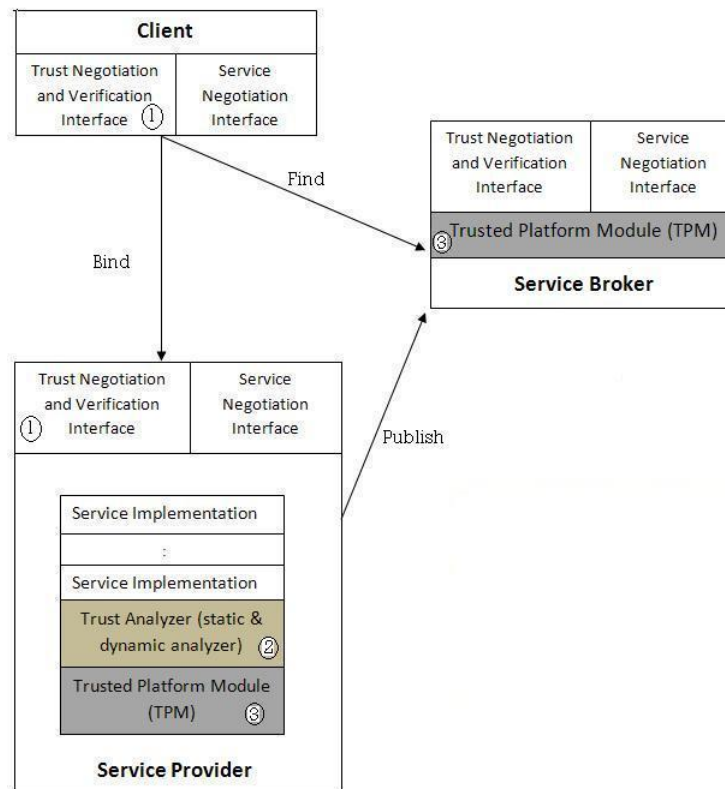 Client
Trust Negotiation
and Verification
Interface ①
Service
Negotiation
Interface
Find
Bind
Trust Negotiation
and Verification
Interface
Service
Negotiation
Interface
③ Trusted Platform Module (TPM)
Service Broker
Trust Negotiation
and Verification
① Interface
Service
Negotiation
Interface
Publish
Service Implementation
:
Service Implementation
Trust Analyzer (static &
dynamic analyzer) ②
Trusted Platform Module
(TPM) ③
Service Provider